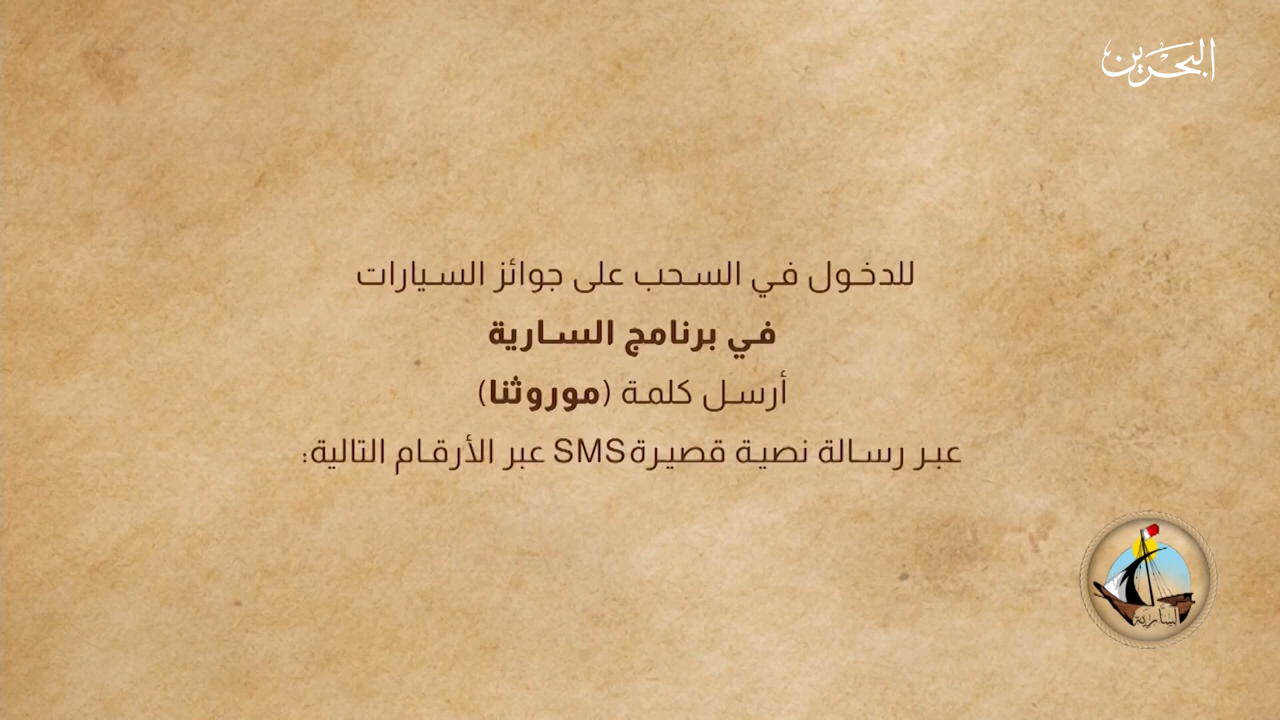 البحرين
للدخول في السحب على جوائز السيارات
في برنامج السارية
أرسل كلمة (موروثنا)
عبر رسالة نصية قصيرة SMS عبر الأرقام التالية:
السارية